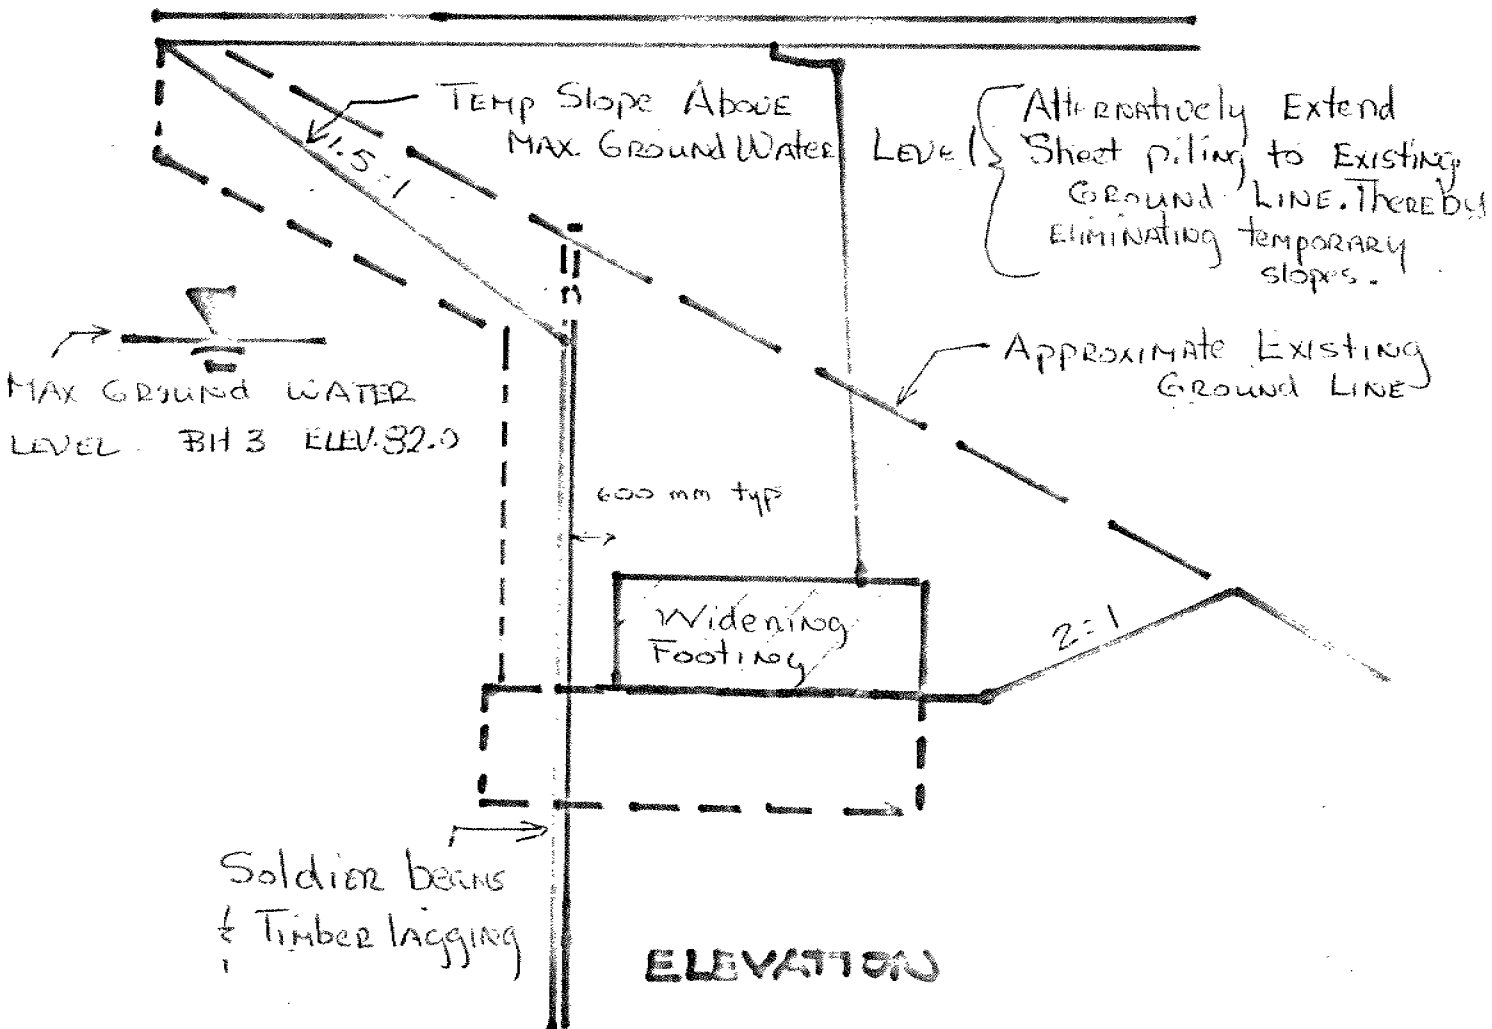 Temp Slope Above
Max. Ground Water Level
1.5:1
Alternatively Extend
Sheet piling to Existing
Ground Line. Thereby
Eliminating temporary
slopes.
Approximate Existing
Ground Line
Max Ground Water
Level BH 3 Elev. 82.0
600 mm typ
Widening
Footing
2:1
Soldier beams
& Timber lagging
ELEVATION